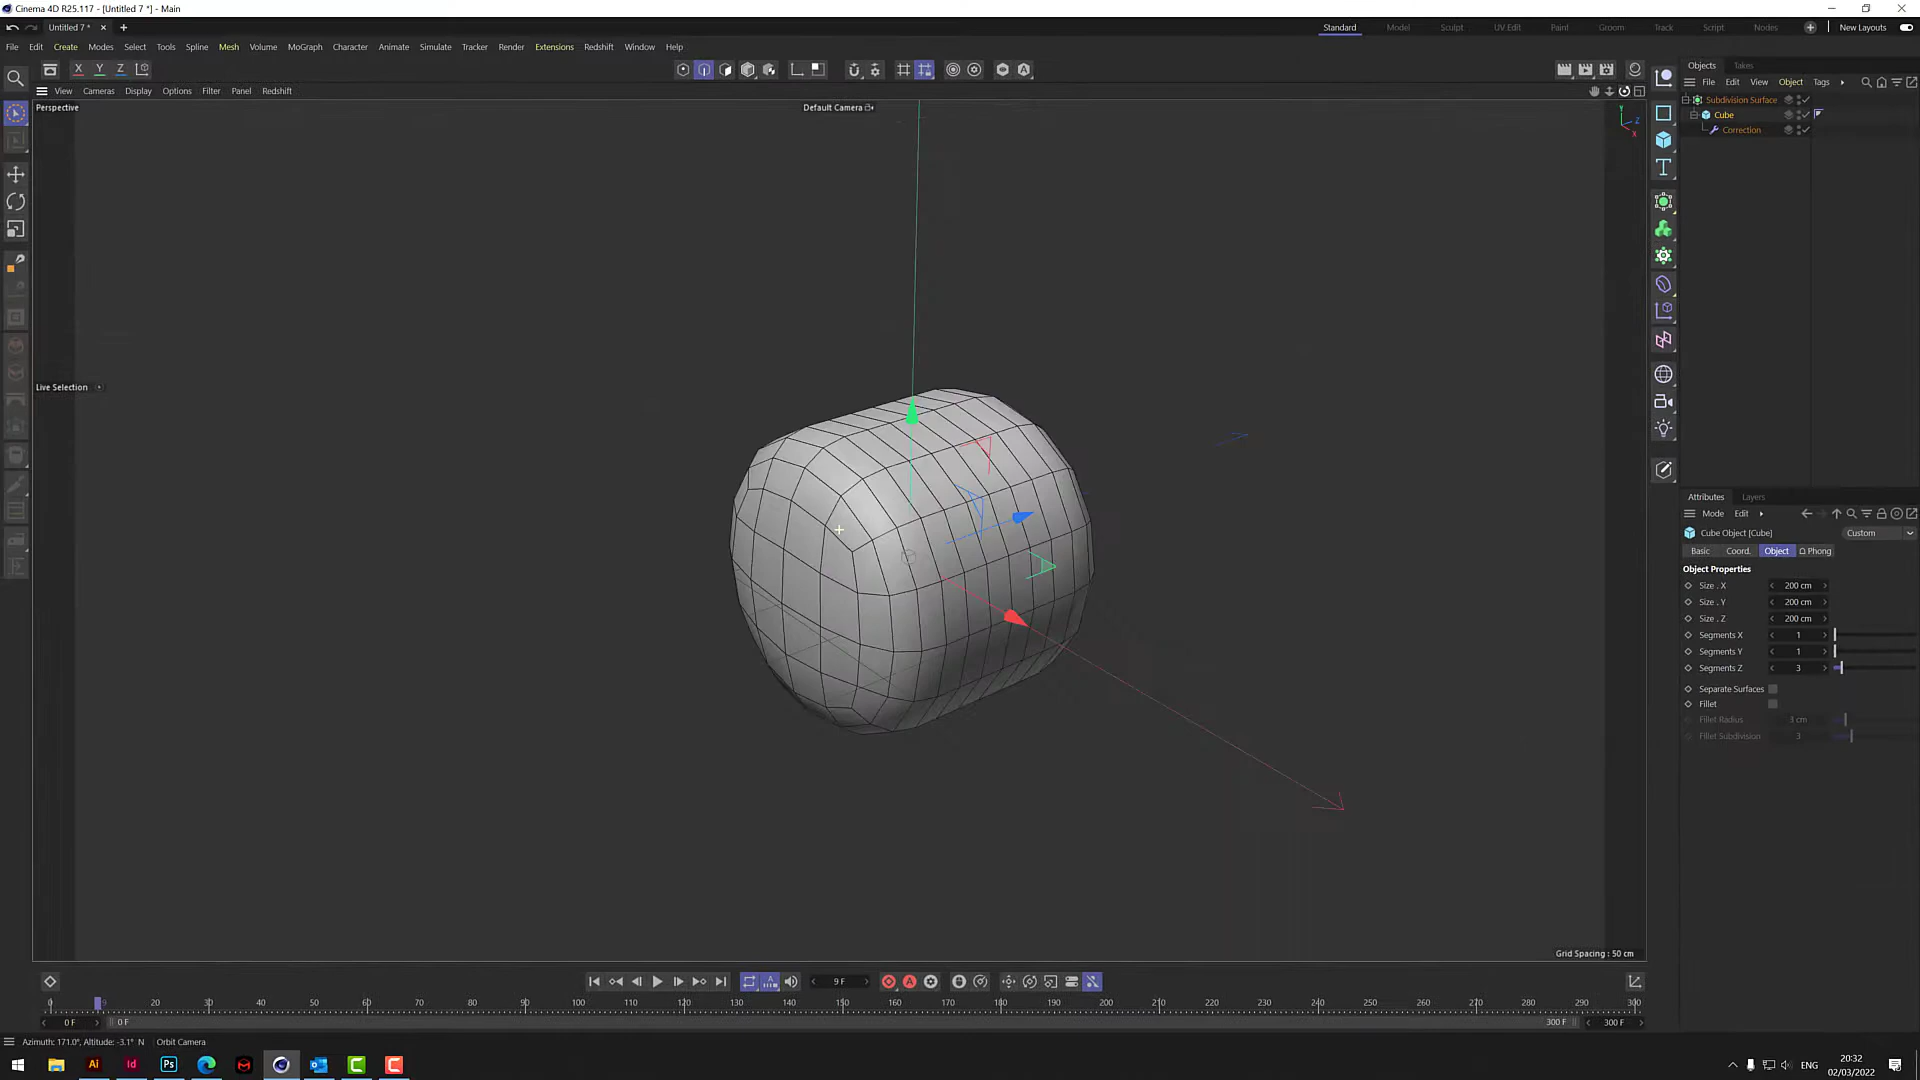 Cinema 4D R25.117 - [Untitled 7 *] - Main
Untitled 7 *
Standard Model Sculpt UV Edit Paint Groom Track Script Nodes New Layouts
File Edit Create Modes Select Tools Spline Mesh Volume MoGraph Character Animate Simulate Tracker Render Extensions Redshift Window Help
X Y Z
View Cameras Display Options Filter Panel Redshift
Perspective
Default Camera
Y
Z
X
Live Selection
Grid Spacing : 50 cm
Objects Takes
File Edit View Object Tags
Subdivision Surface
Cube
Correction
Attributes Layers
Mode Edit
Cube Object [Cube]
Custom
Basic Coord. Object Phong
Object Properties
Size . X 200 cm
Size . Y 200 cm
Size . Z 200 cm
Segments X 1
Segments Y 1
Segments Z 3
Separate Surfaces
Fillet
Fillet Radius 3 cm
Fillet Subdivision 3
9 F
0 9 20 30 40 50 60 70 80 90 100 110 120 130 140 150 160 170 180 190 200 210 220 230 240 250 260 270 280 290 300
0 F 0 F 300 F 300 F
Azimuth: 171.0°, Altitude: -3.1° N Orbit Camera
Ai Id Ps
ENG
20:32
02/03/2022